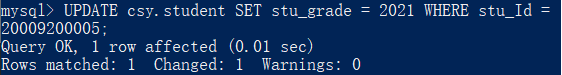 mysql> UPDATE csy.student SET stu_grade = 2021 WHERE stu_Id =
20009200005;
Query OK, 1 row affected (0.01 sec)
Rows matched: 1  Changed: 1  Warnings: 0